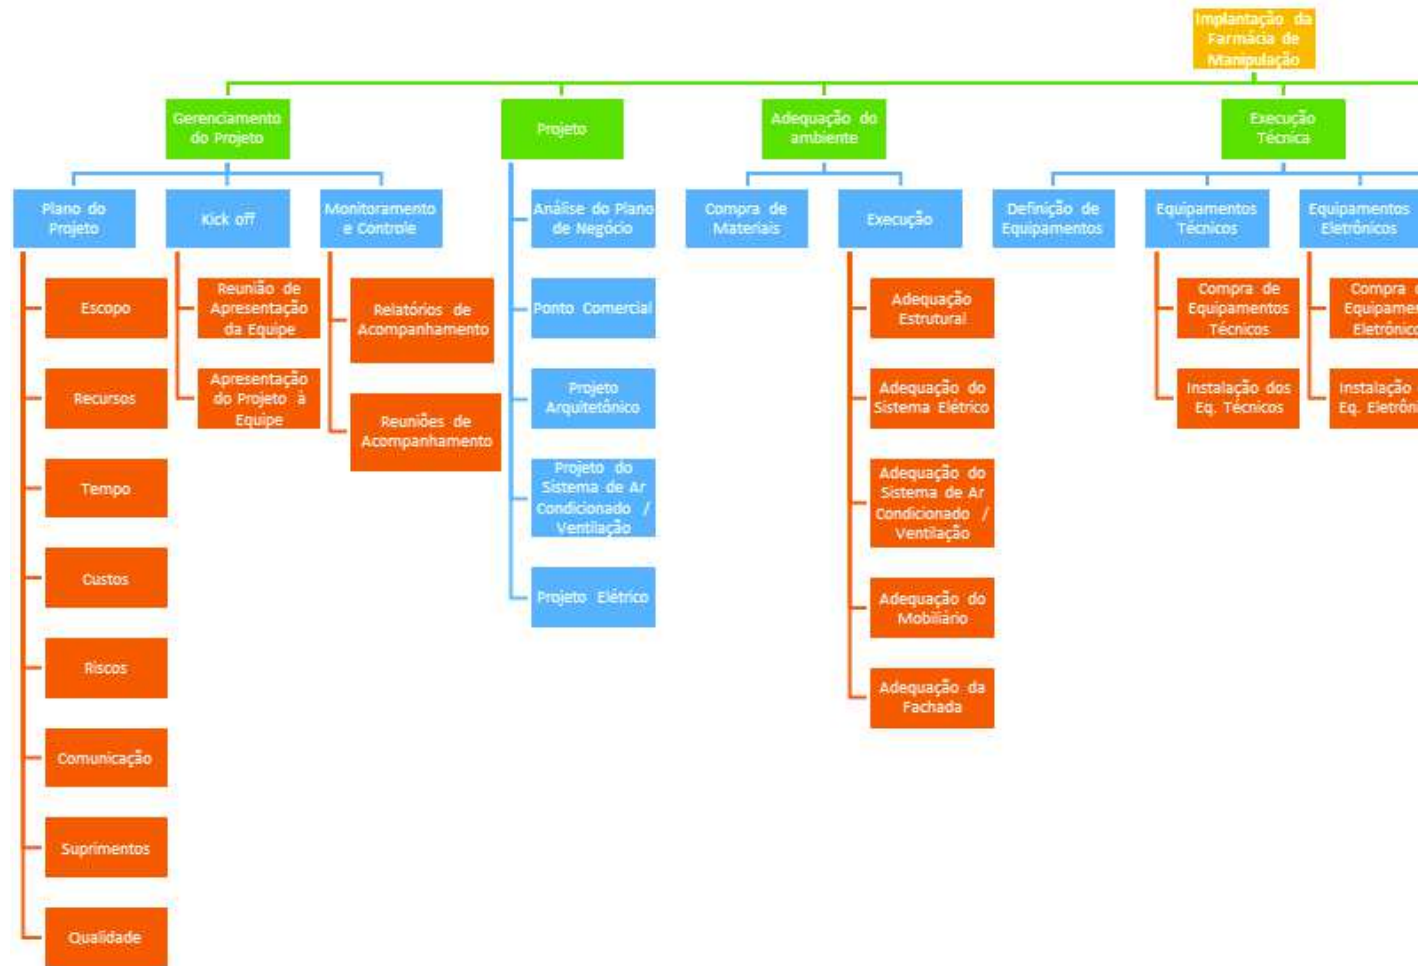 Implantação da
Farmácia de
Manipulação
Gerenciamento
do Projeto
Projeto
Adequação do
ambiente
Execução
Técnica
Plano do
Projeto
Kick off
Monitoramento
e Controle
Análise do Plano
de Negócio
Compra de
Materiais
Execução
Definição de
Equipamentos
Equipamentos
Técnicos
Equipamentos
Eletrônicos
Escopo
Reunião de
Apresentação
da Equipe
Relatórios de
Acompanhamento
Ponto Comercial
Adequação
Estrutural
Compra de
Equipamentos
Técnicos
Compra
Recursos
Apresentação
do Projeto à
Equipe
Reuniões de
Acompanhamento
Projeto
Arquitetônico
Adequação do
Sistema Elétrico
Instalação dos
Eq. Técnicos
Instalação
Eq.
Tempo
Projeto do
Sistema de Ar
Condicionado /
Ventilação
Adequação do
Sistema de Ar
Condicionado /
Ventilação
Custos
Projeto Elétrico
Adequação do
Mobiliário
Riscos
Adequação da
Fachada
Comunicação
Suprimentos
Qualidade